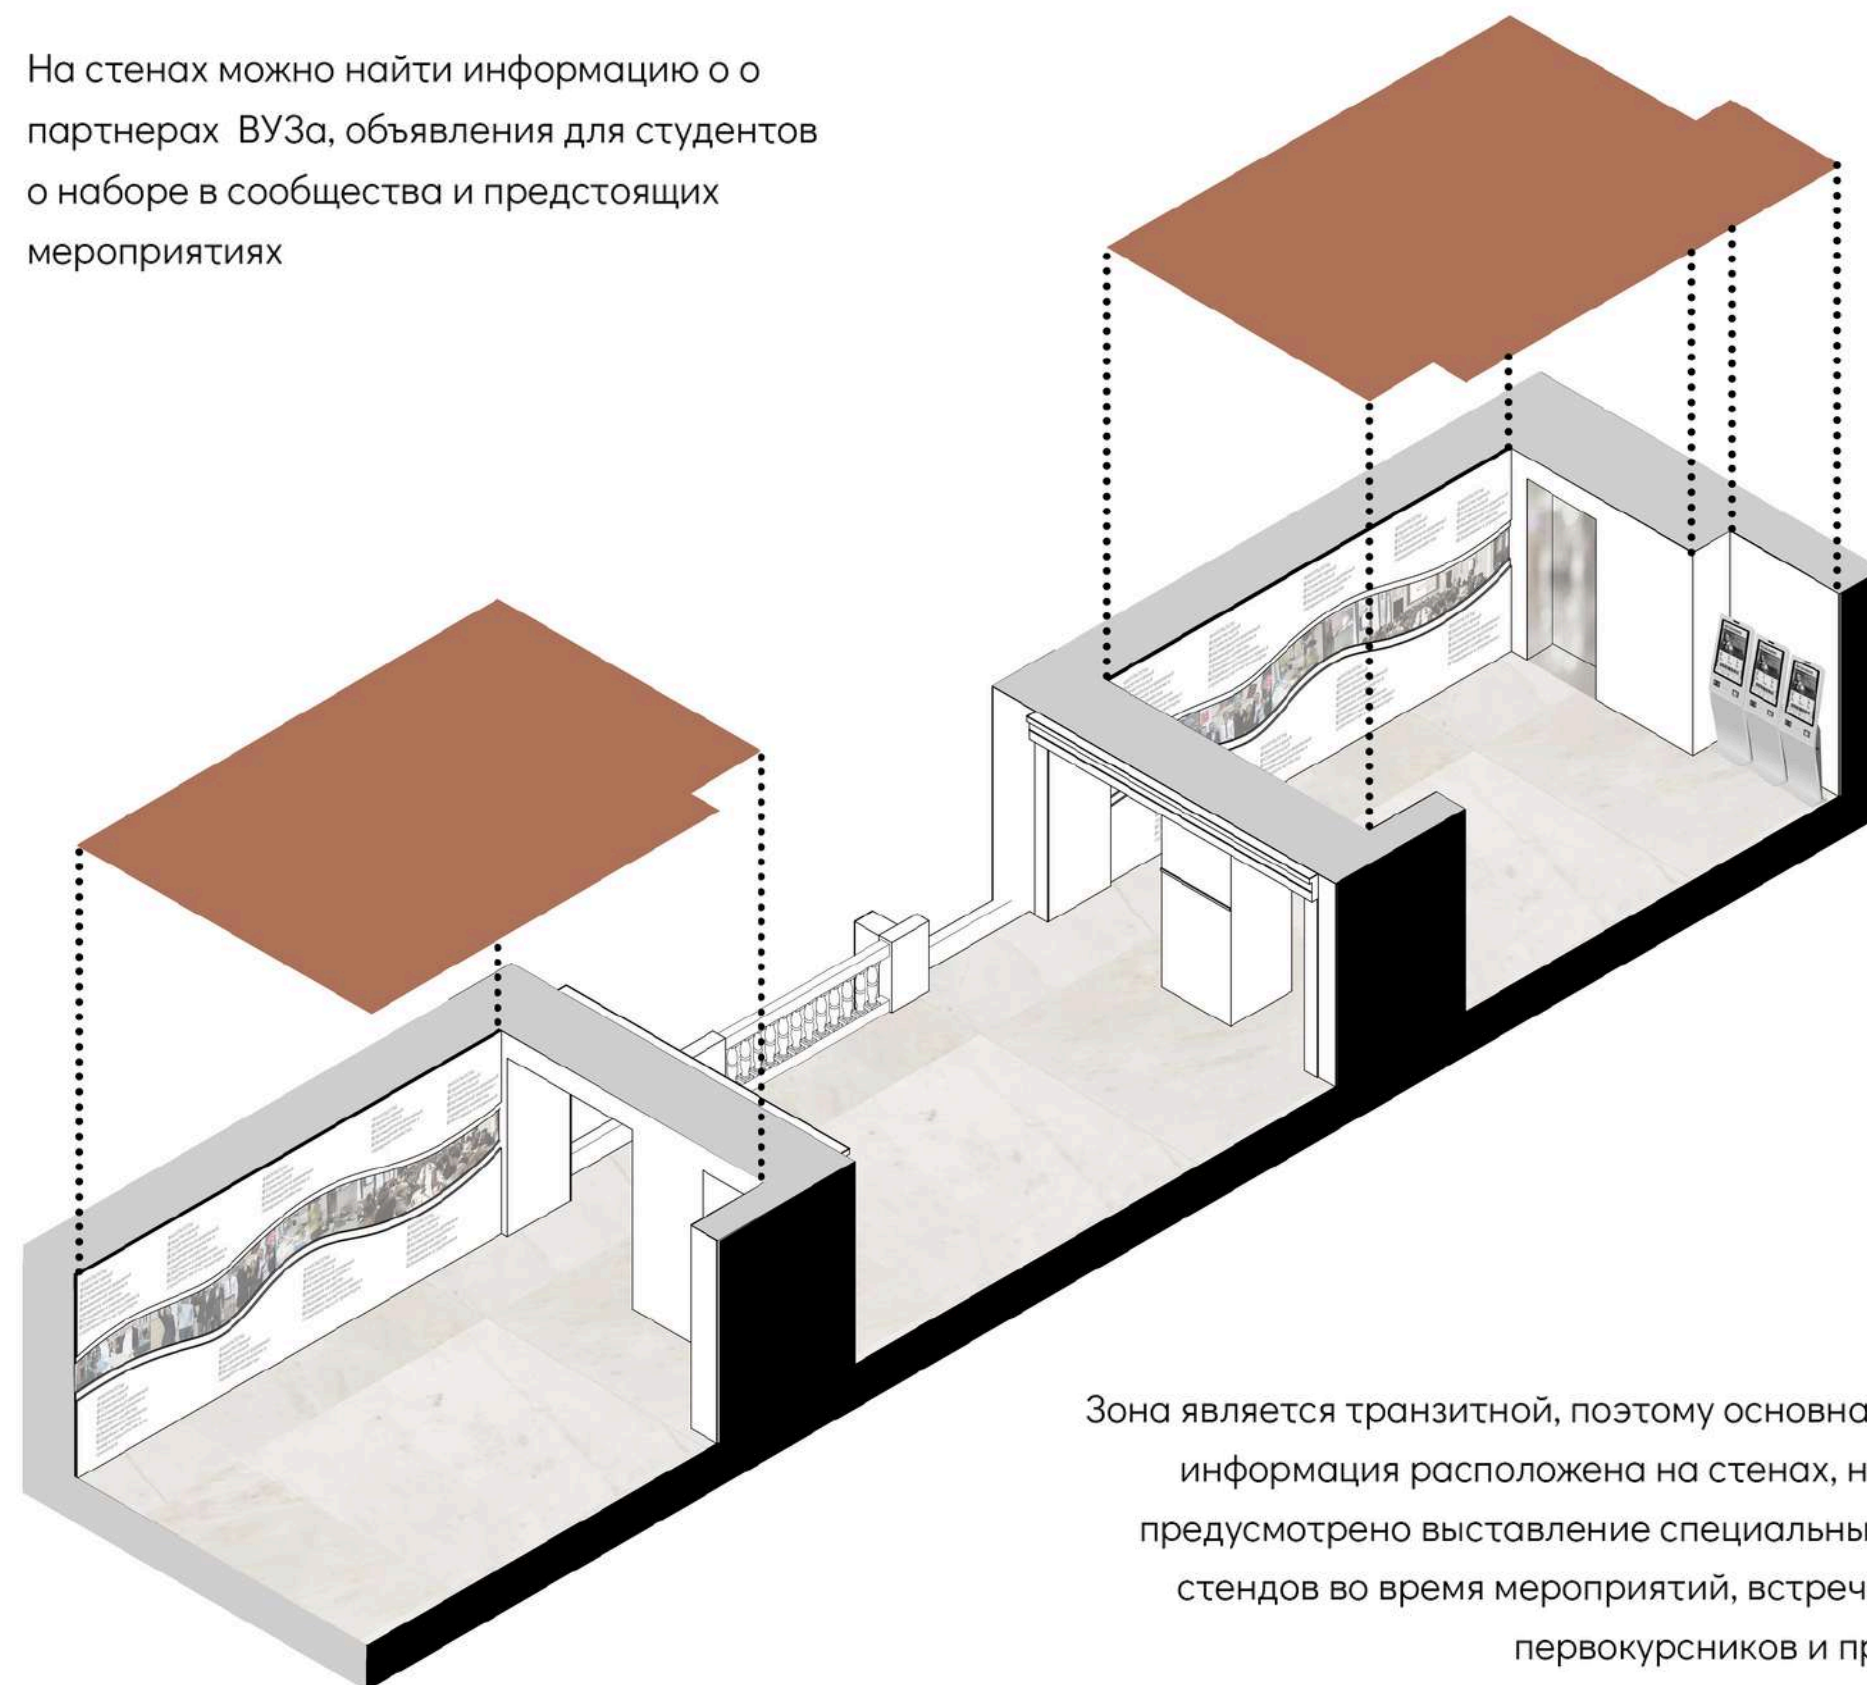 На стенах можно найти информацию о о
партнерах ВУЗа, объявления для студентов
о наборе в сообщества и предстоящих
мероприятиях
Зона является транзитной, поэтому основна
информация расположена на стенах, н
предусмотрено выставление специальны
стендов во время мероприятий, встреч
первокурсников и пр